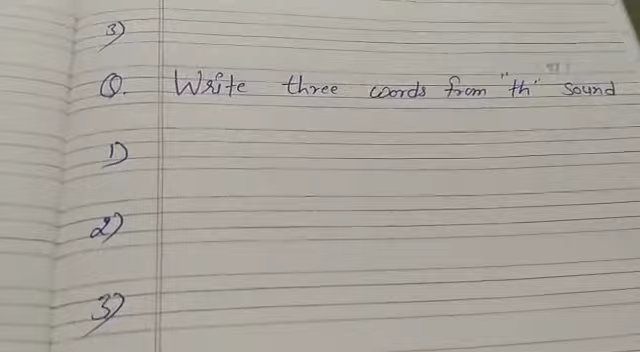 3)
Q. Write three words from "th" sound
1)
2)
3)